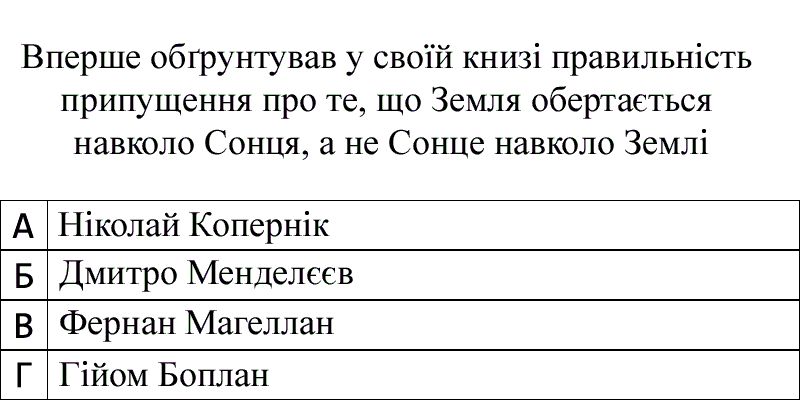 Вперше обґрунтував у своїй книзі правильність
припущення про те, що Земля обертається
навколо Сонця, а не Сонце навколо Землі
А Ніколай Копернік
Б Дмитро Менделєєв
В Фернан Магеллан
Г Гійом Боплан